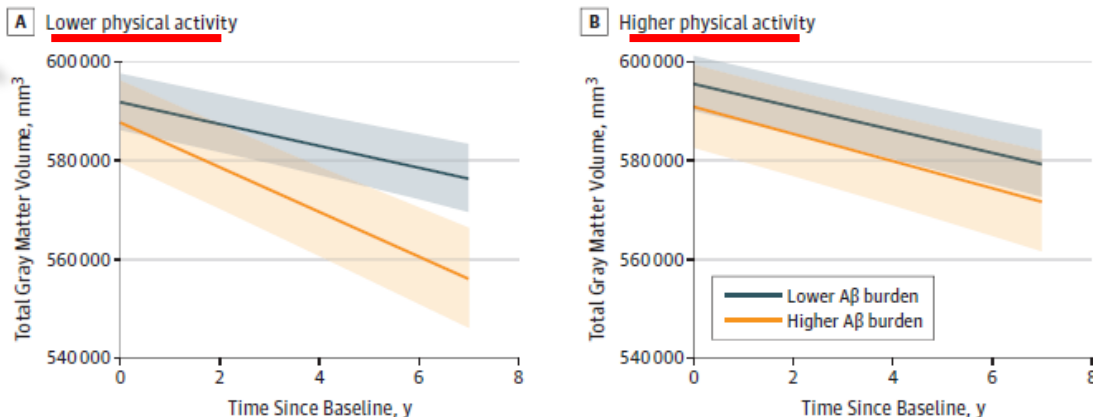 A Lower physical activity
600 000
580 000
560 000
540 000
Total Gray Matter Volume, mm³
0 2 4 6 8
Time Since Baseline, y
B Higher physical activity
600 000
580 000
560 000
540 000
Total Gray Matter Volume, mm³
Lower Aβ burden
Higher Aβ burden
0 2 4 6 8
Time Since Baseline, y